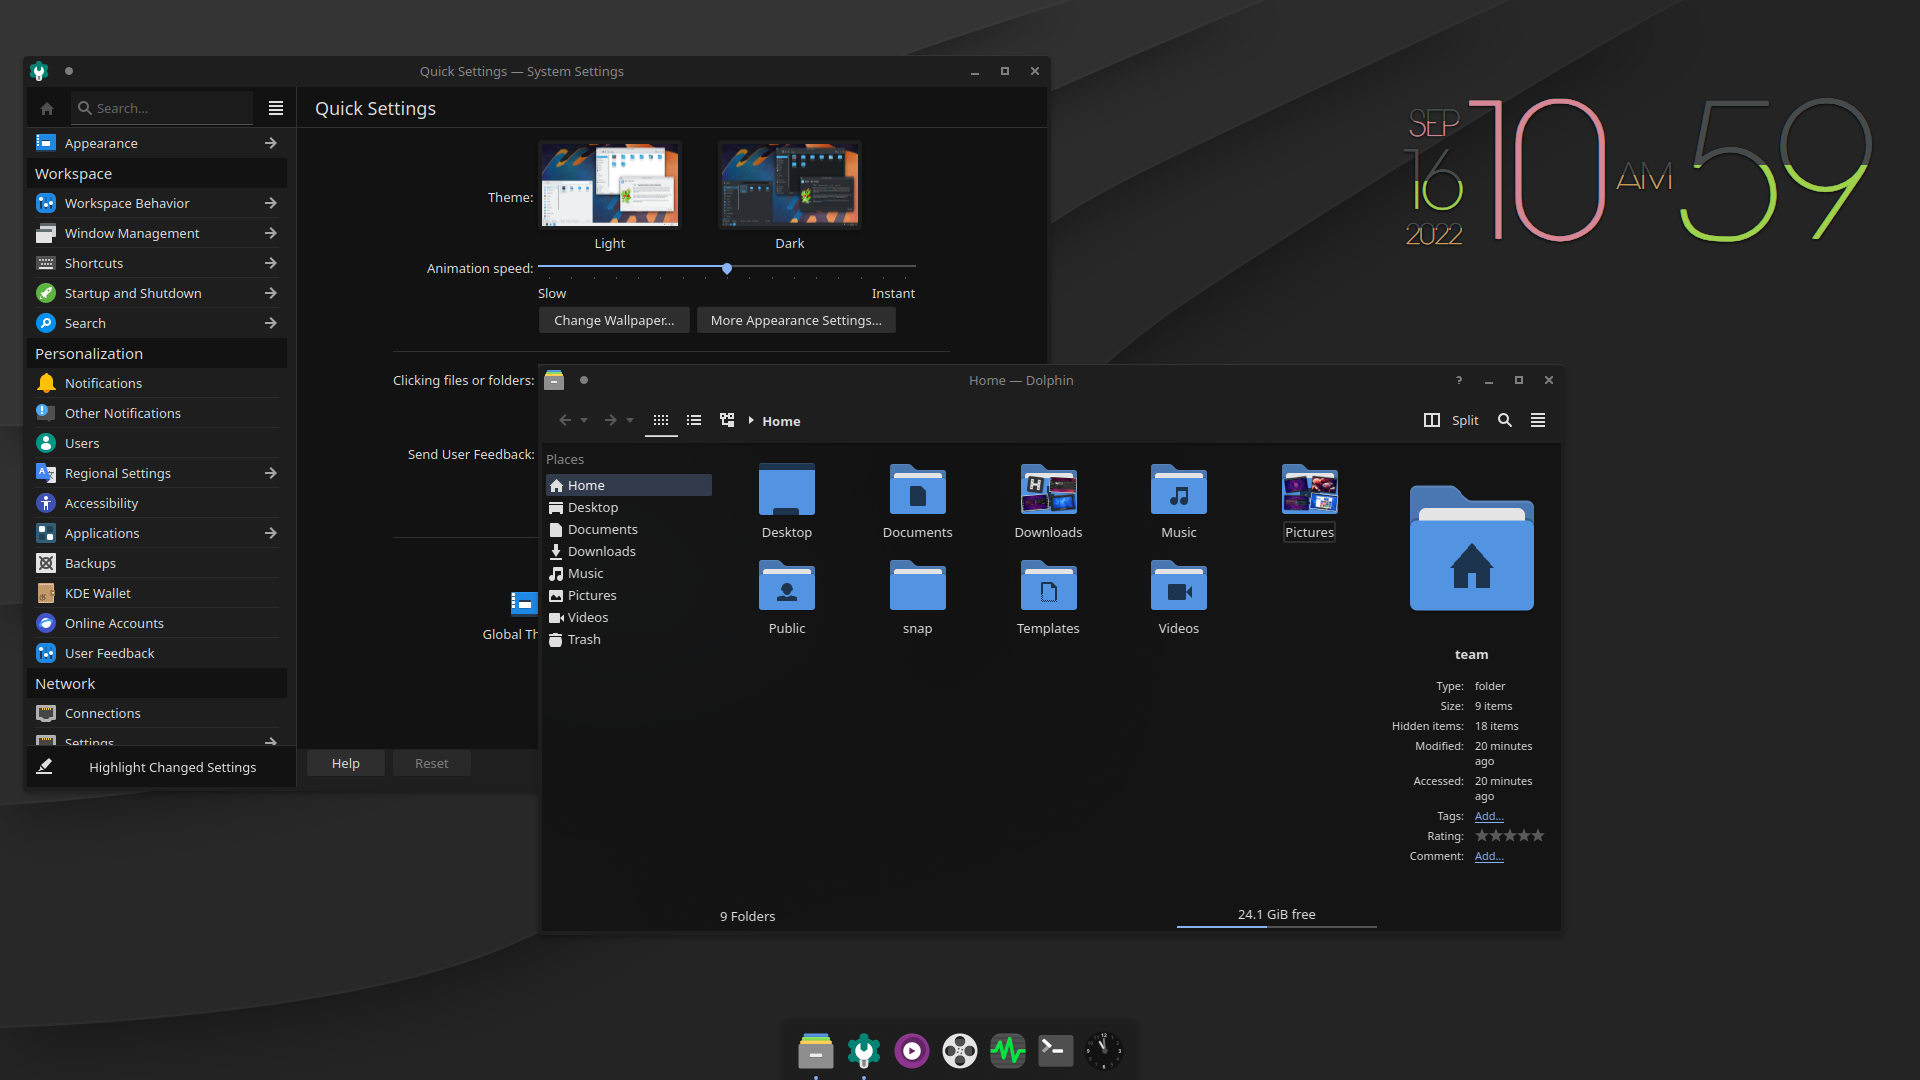 Quick Settings — System Settings
Search...
Quick Settings
Appearance
Workspace
Workspace Behavior
Window Management
Shortcuts
Startup and Shutdown
Search
Personalization
Notifications
Other Notifications
Users
Regional Settings
Accessibility
Applications
Backups
KDE Wallet
Online Accounts
User Feedback
Network
Connections
Settings
Highlight Changed Settings
Theme:
Light
Dark
Animation speed:
Slow
Instant
Change Wallpaper...
More Appearance Settings...
Clicking files or folders:
Send User Feedback:
Global Th
Help
Reset
SEP
16
16
2022
10
AM
59
Home — Dolphin
?
Home
Split
Places
Home
Desktop
Documents
Downloads
Music
Pictures
Videos
Trash
Desktop
Documents
Downloads
Music
Pictures
Public
snap
Templates
Videos
team
Type: folder
Size: 9 items
Hidden items: 18 items
Modified: 20 minutes
ago
Accessed: 20 minutes
ago
Tags: Add...
Rating:
Comment: Add...
9 Folders
24.1 GiB free